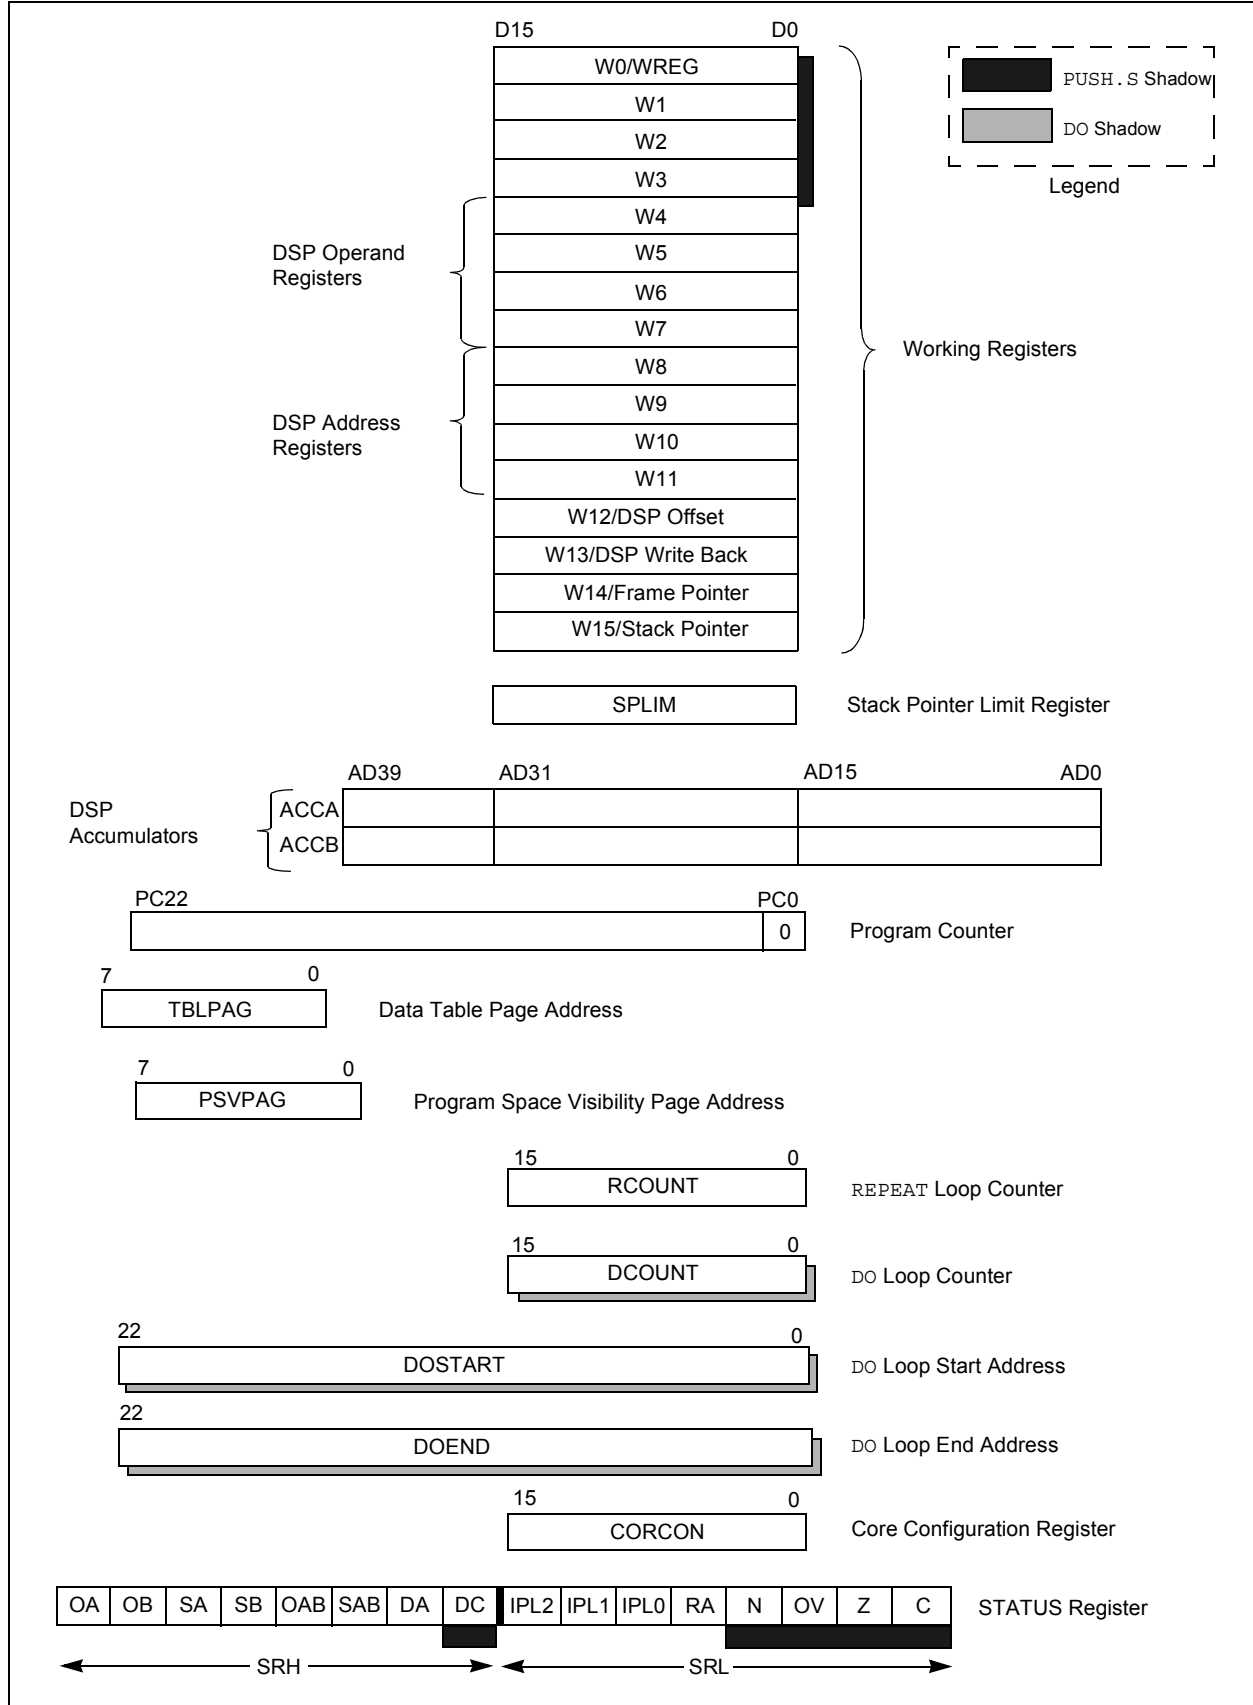 D15 D0
W0/WREG
W1
W2
W3
W4
W5
W6
W7
W8
W9
W10
W11
W12/DSP Offset
W13/DSP Write Back
W14/Frame Pointer
W15/Stack Pointer
PUSH.S Shadow
DO Shadow
Legend
DSP Operand
Registers
DSP Address
Registers
Working Registers
SPLIM Stack Pointer Limit Register
AD39 AD31 AD15 AD0
DSP
Accumulators
ACCA
ACCB
PC22 PC0
0 Program Counter
7 0
TBLPAG Data Table Page Address
7 0
PSVPAG Program Space Visibility Page Address
15 0
RCOUNT REPEAT Loop Counter
15 0
DCOUNT DO Loop Counter
22 0
DOSTART DO Loop Start Address
22
DOEND DO Loop End Address
15 0
CORCON Core Configuration Register
OA OB SA SB OAB SAB DA DC IPL2 IPL1 IPL0 RA N OV Z C STATUS Register
SRH SRL